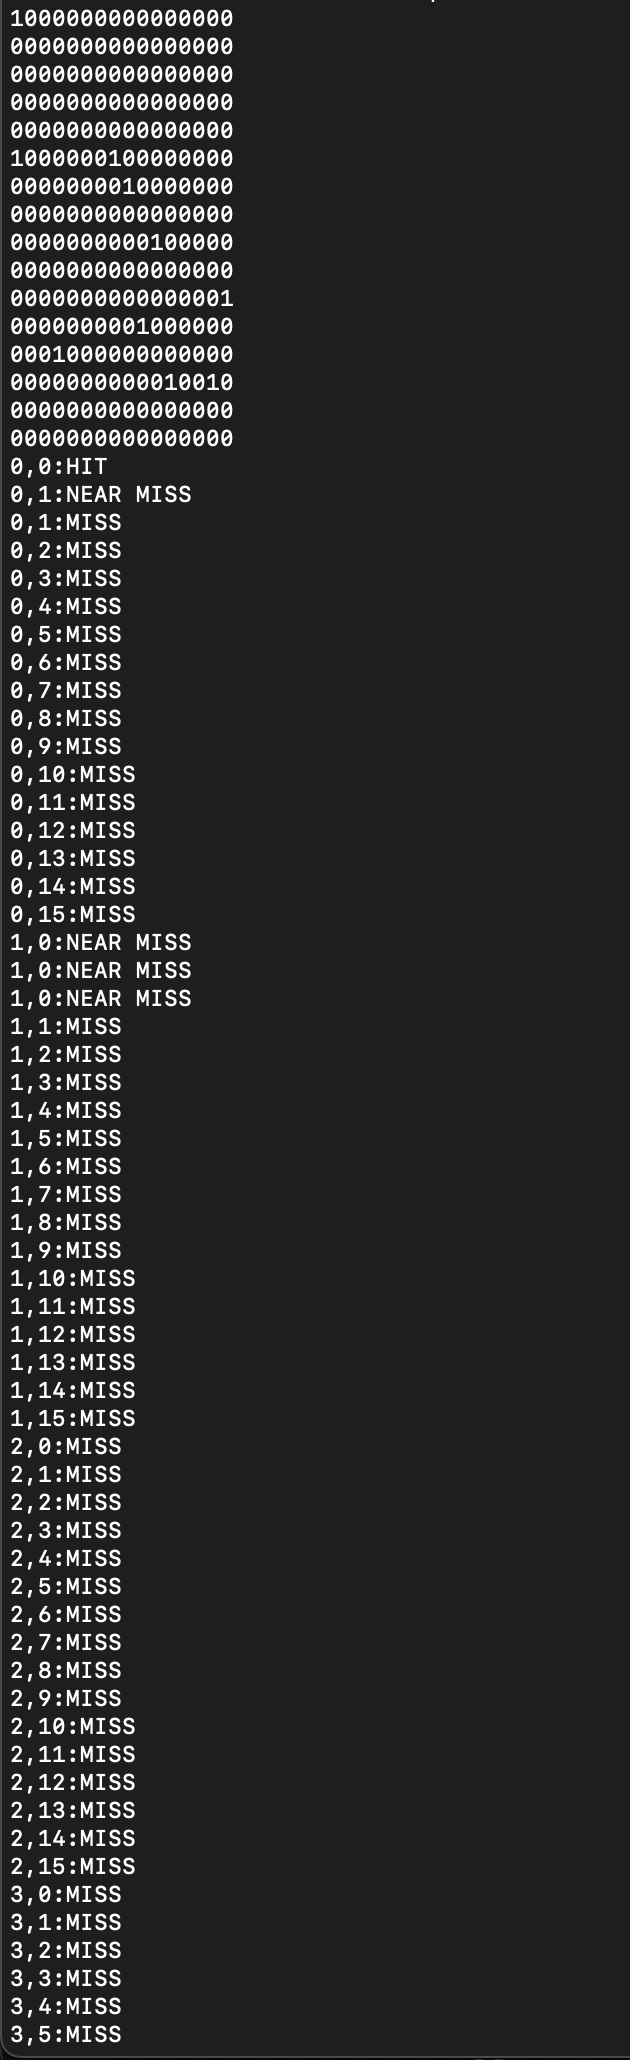 1000000000000000
0000000000000000
0000000000000000
0000000000000000
0000000000000000
1000000100000000
0000000010000000
0000000000000000
0000000000100000
0000000000000000
0000000000000001
0000000001000000
0001000000000000
0000000000010010
0000000000000000
0000000000000000
0,0:HIT
0,1:NEAR MISS
0,1:MISS
0,2:MISS
0,3:MISS
0,4:MISS
0,5:MISS
0,6:MISS
0,7:MISS
0,8:MISS
0,9:MISS
0,10:MISS
0,11:MISS
0,12:MISS
0,13:MISS
0,14:MISS
0,15:MISS
1,0:NEAR MISS
1,0:NEAR MISS
1,0:NEAR MISS
1,1:MISS
1,2:MISS
1,3:MISS
1,4:MISS
1,5:MISS
1,6:MISS
1,7:MISS
1,8:MISS
1,9:MISS
1,10:MISS
1,11:MISS
1,12:MISS
1,13:MISS
1,14:MISS
1,15:MISS
2,0:MISS
2,1:MISS
2,2:MISS
2,3:MISS
2,4:MISS
2,5:MISS
2,6:MISS
2,7:MISS
2,8:MISS
2,9:MISS
2,10:MISS
2,11:MISS
2,12:MISS
2,13:MISS
2,14:MISS
2,15:MISS
3,0:MISS
3,1:MISS
3,2:MISS
3,3:MISS
3,4:MISS
3,5:MISS